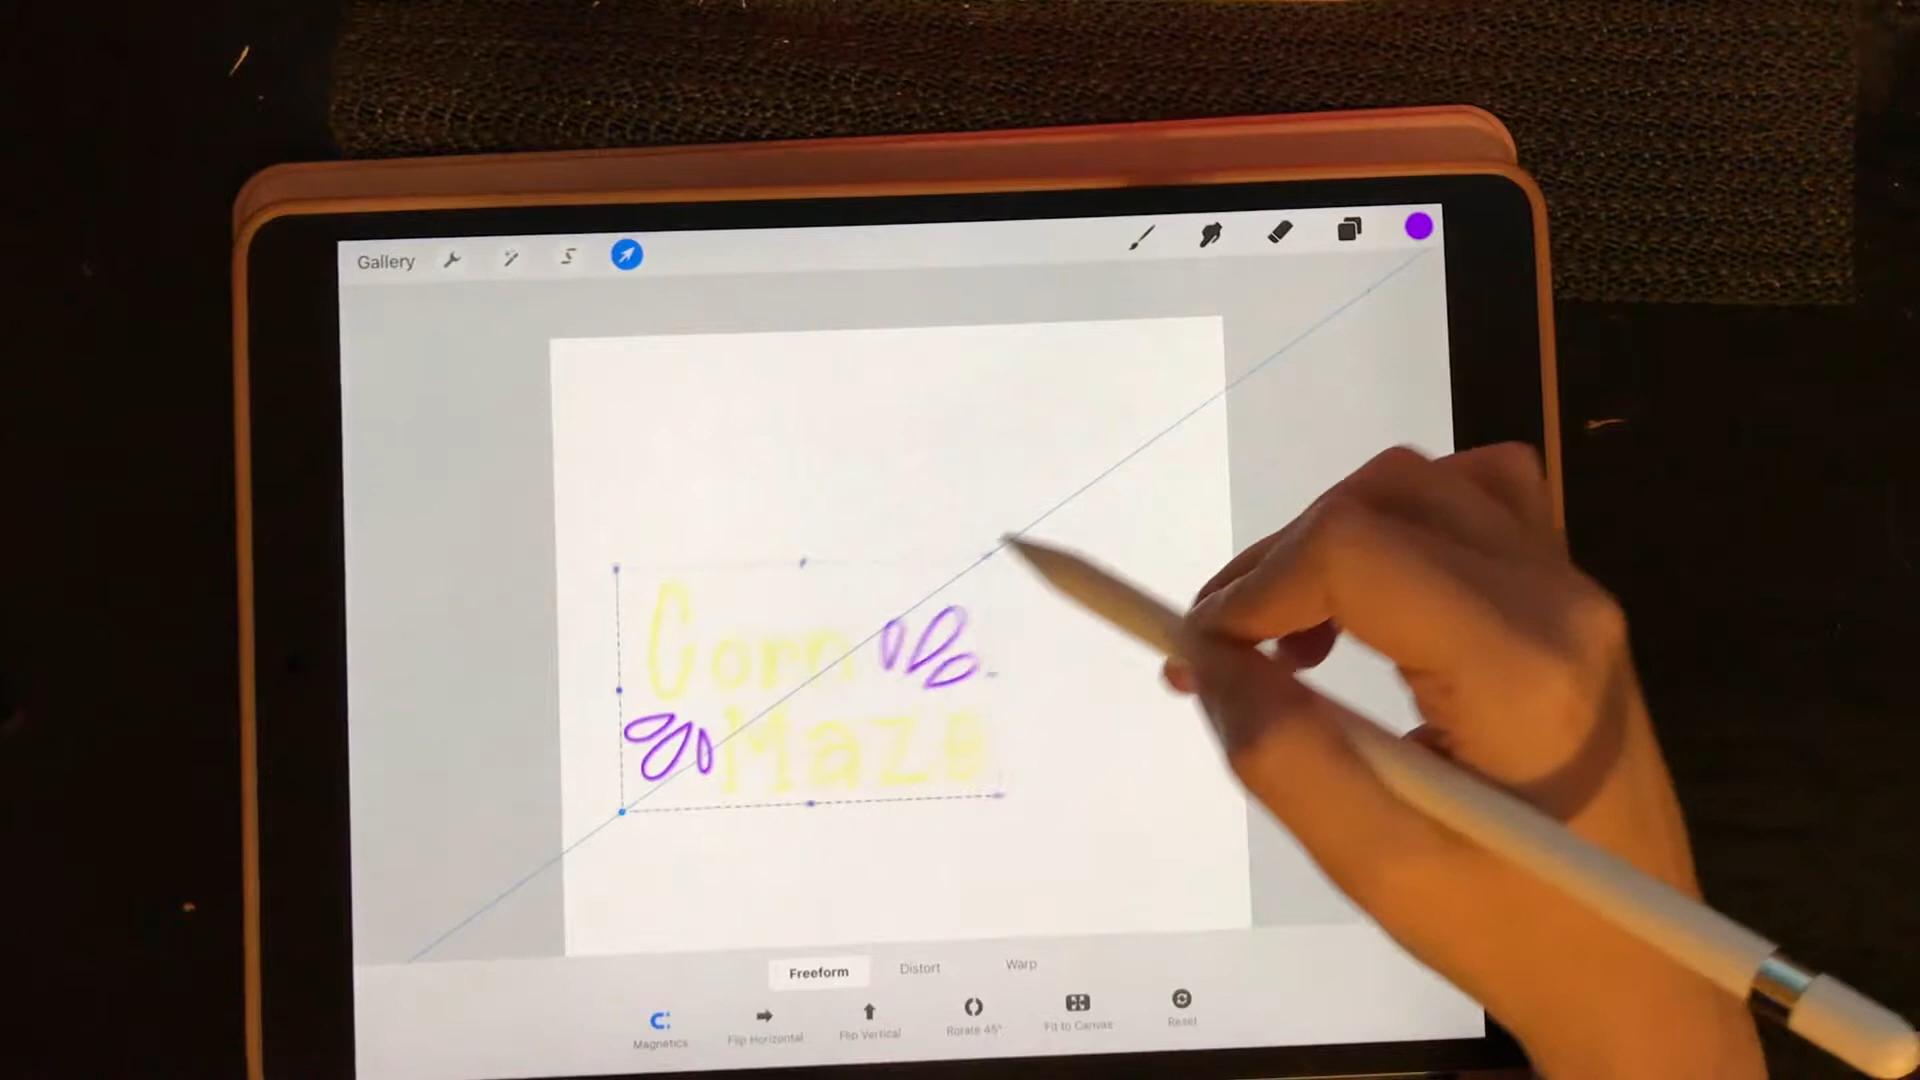 Gallery
Corn
Maze
Freeform Distort Warp
Magnetics Flip Horizontal Flip Vertical Rotate 45° Fit to Canvas Reset